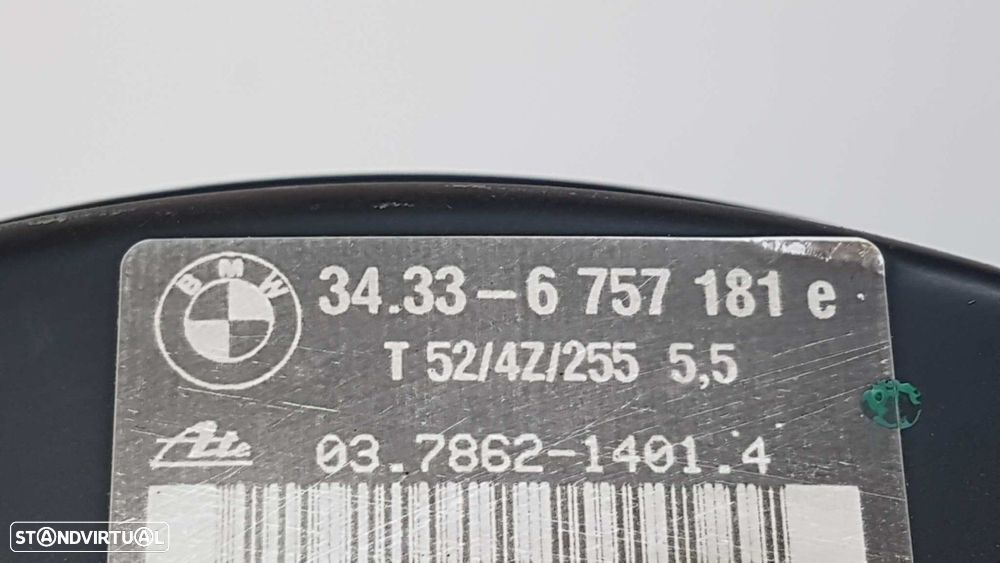 BMW
34.33-6 757 181 e
T 52/4Z/255 5,5
Ate
03.7862-1401.4
STANDVIRTUAL